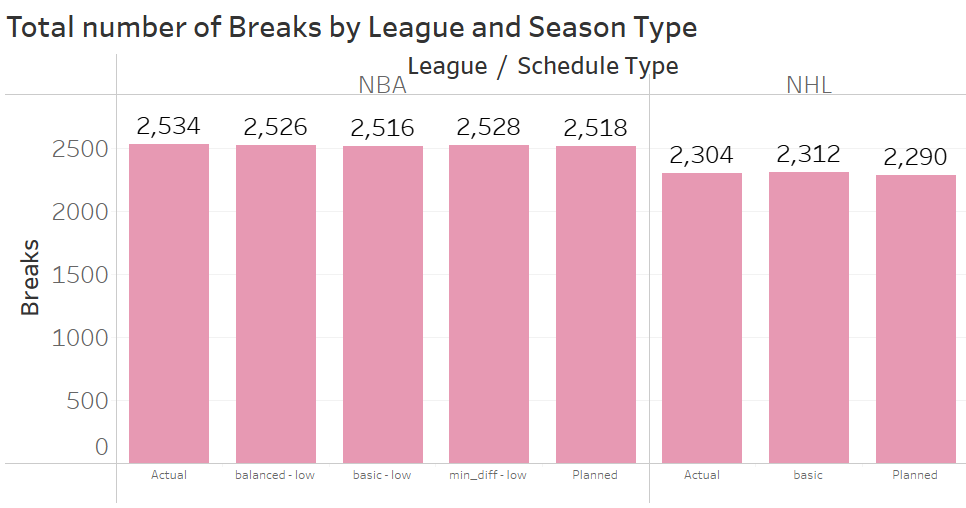 Total number of Breaks by League and Season Type
League / Schedule Type
NBA NHL
2,534 2,526 2,516 2,528 2,518 2,304 2,312 2,290
2500
2000
1500
1000
500
0
Breaks
Actual balanced - low basic - low min_diff - low Planned Actual basic Planned